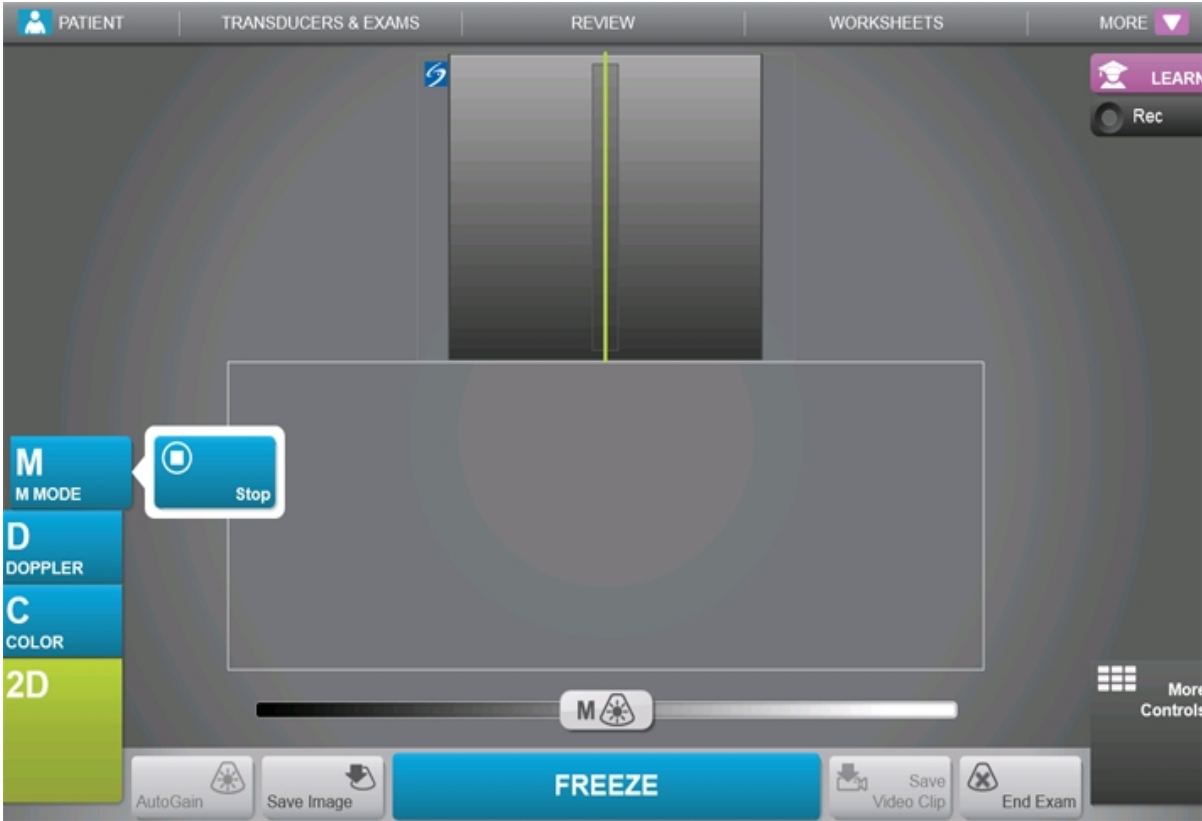 PATIENT
TRANSDUCERS & EXAMS
REVIEW
WORKSHEETS
MORE
LEARN
Rec
M
M MODE
Stop
D
DOPPLER
C
COLOR
2D
M
More
Controls
AutoGain
Save Image
FREEZE
Save
Video Clip
End Exam